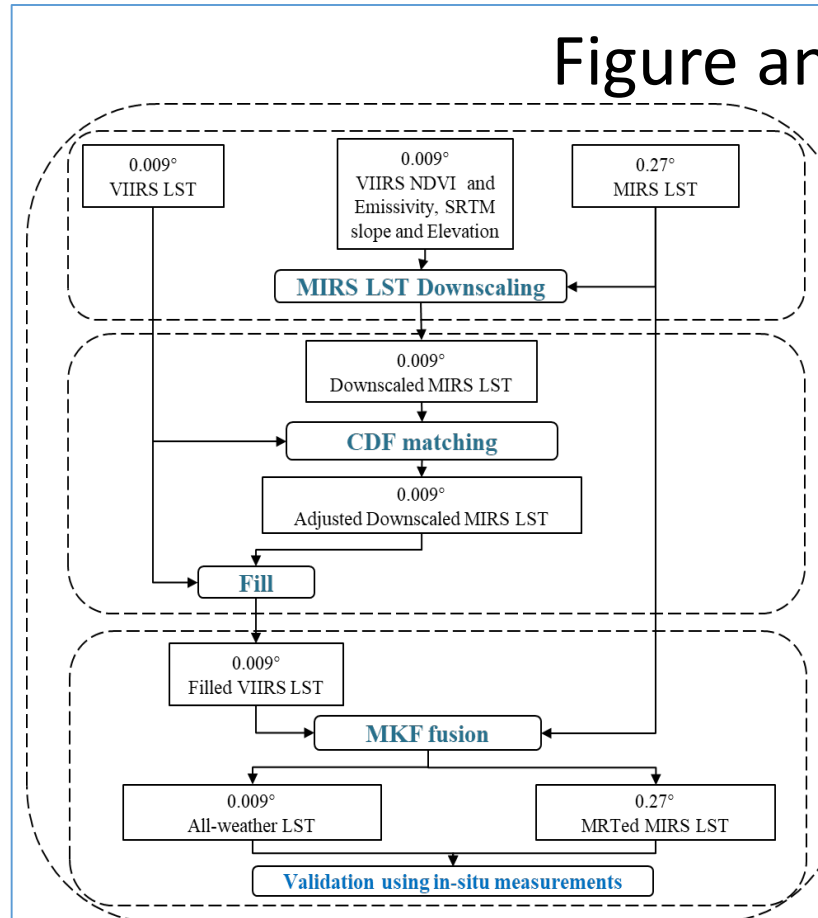 Figure an
0.009°
VIIRS LST
0.009°
VIIRS NDVI and
Emissivity, SRTM
slope and Elevation
0.27°
MIRS LST
MIRS LST Downscaling
0.009°
Downscaled MIRS LST
CDF matching
0.009°
Adjusted Downscaled MIRS LST
Fill
0.009°
Filled VIIRS LST
MKF fusion
0.009°
All-weather LST
0.27°
MRTed MIRS LST
Validation using in-situ measurements